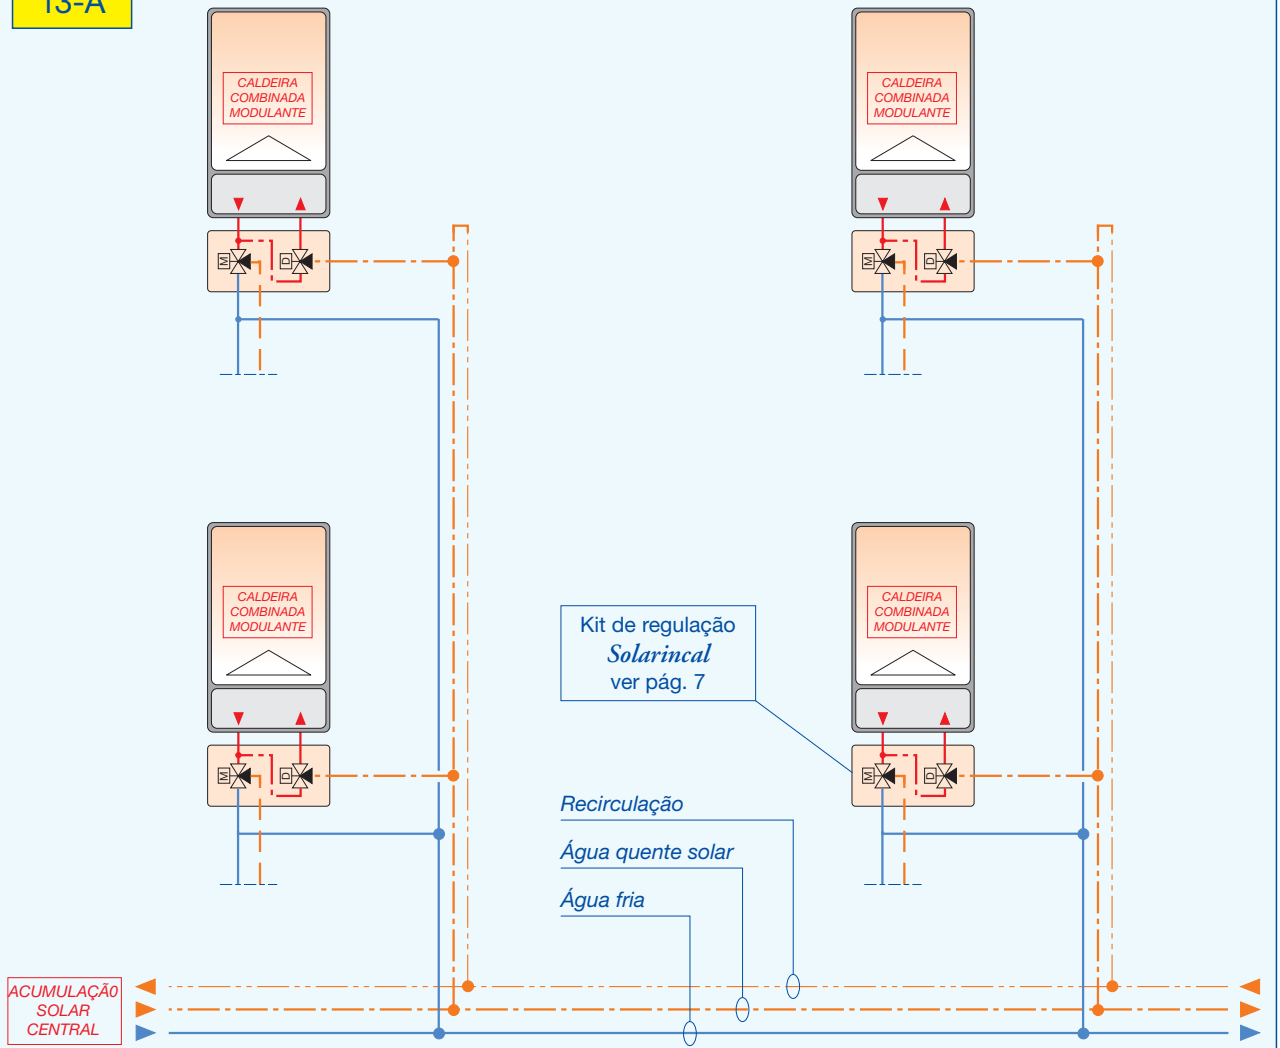 13-A
CALDEIRA
COMBINADA
MODULANTE
CALDEIRA
COMBINADA
MODULANTE
M
D
M
D
CALDEIRA
COMBINADA
MODULANTE
CALDEIRA
COMBINADA
MODULANTE
Kit de regulação
Solarincal
ver pág. 7
M
D
M
D
Recirculação
Água quente solar
Água fria
ACUMULAÇÃ0
SOLAR
CENTRAL